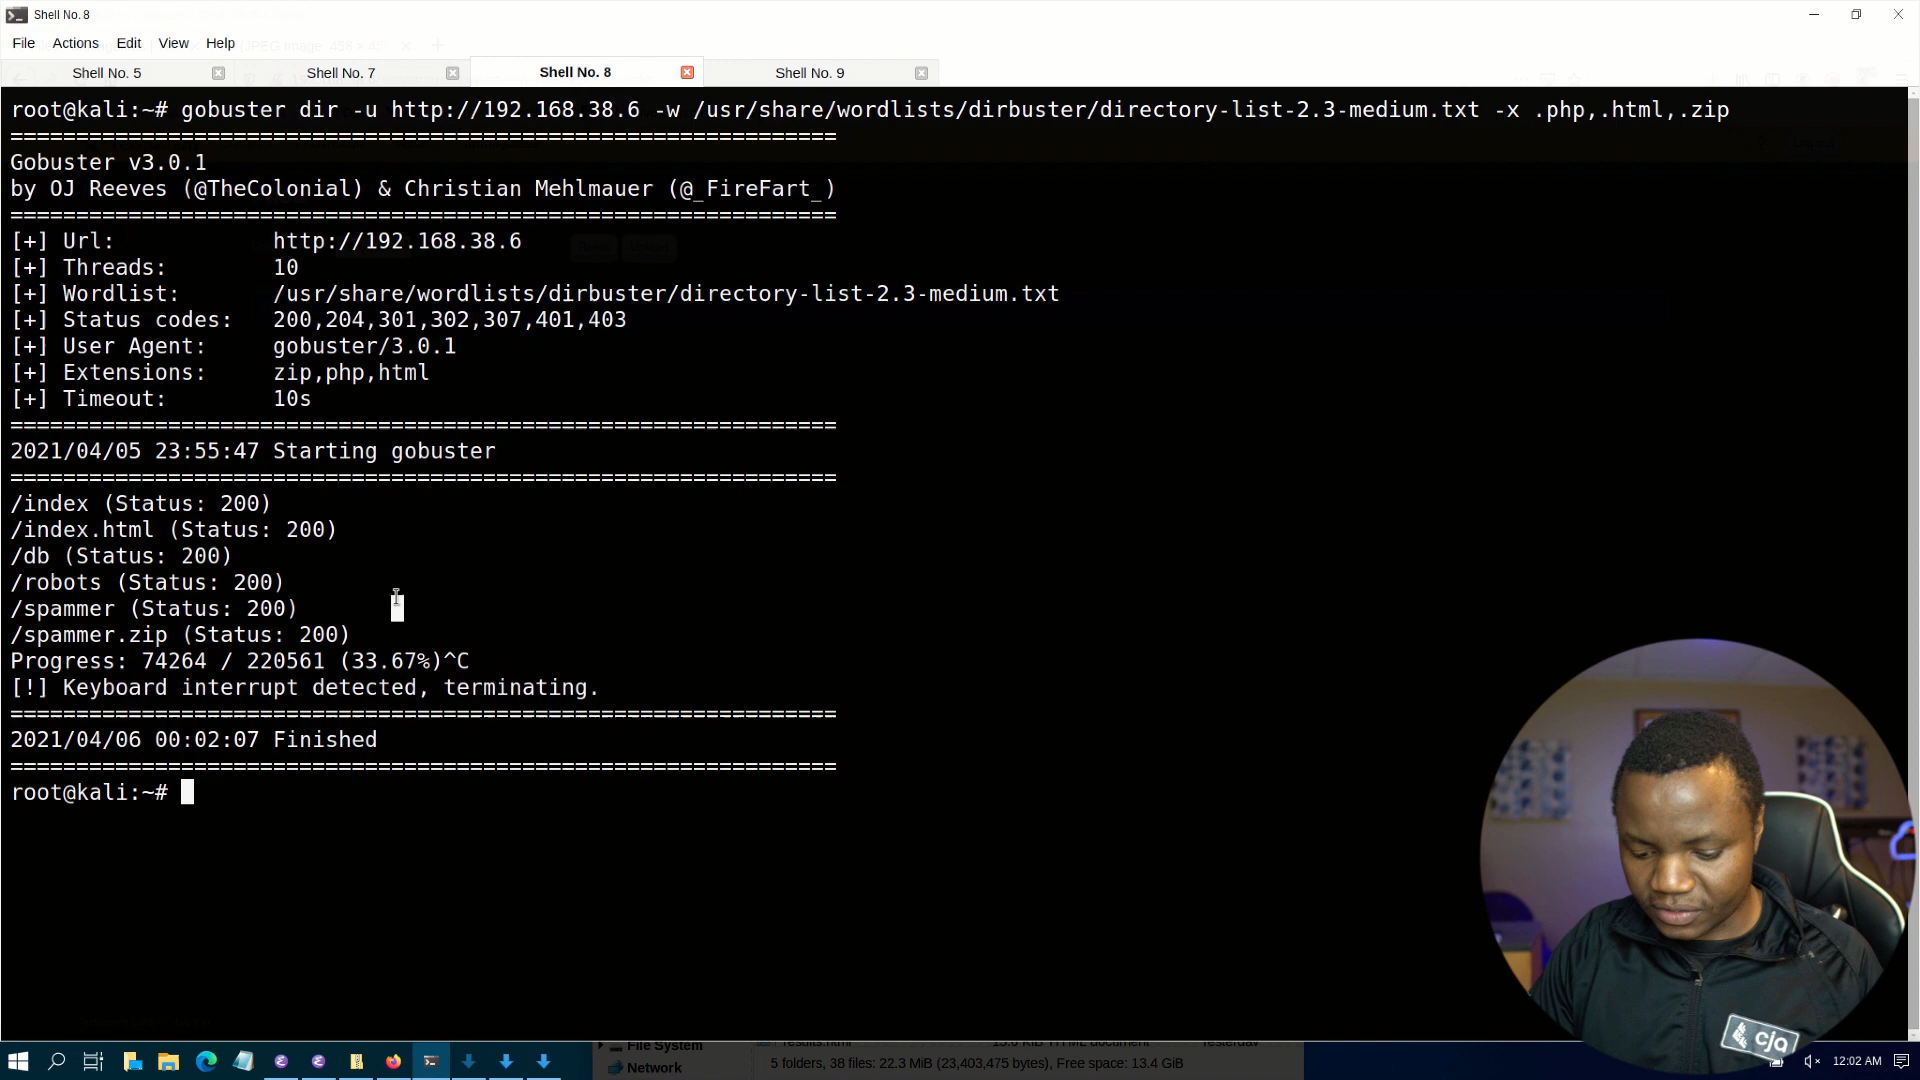 Shell No. 8
File Actions Edit View Help
Shell No. 5 Shell No. 7 Shell No. 8 Shell No. 9
root@kali:~# gobuster dir -u http://192.168.38.6 -w /usr/share/wordlists/dirbuster/directory-list-2.3-medium.txt -x .php,.html,.zip
===============================================================
Gobuster v3.0.1
by OJ Reeves (@TheColonial) & Christian Mehlmauer (@_FireFart_)
===============================================================
[+] Url: http://192.168.38.6
[+] Threads: 10
[+] Wordlist: /usr/share/wordlists/dirbuster/directory-list-2.3-medium.txt
[+] Status codes: 200,204,301,302,307,401,403
[+] User Agent: gobuster/3.0.1
[+] Extensions: zip,php,html
[+] Timeout: 10s
===============================================================
2021/04/05 23:55:47 Starting gobuster
===============================================================
/index (Status: 200)
/index.html (Status: 200)
/db (Status: 200)
/robots (Status: 200)
/spammer (Status: 200)
/spammer.zip (Status: 200)
Progress: 74264 / 220561 (33.67%)^C
[!] Keyboard interrupt detected, terminating.
===============================================================
2021/04/06 00:02:07 Finished
===============================================================
root@kali:~#
cja
File System
Network
5 folders, 38 files: 22.3 MiB (23,403,475 bytes), Free space: 13.4 GiB
12:02 AM